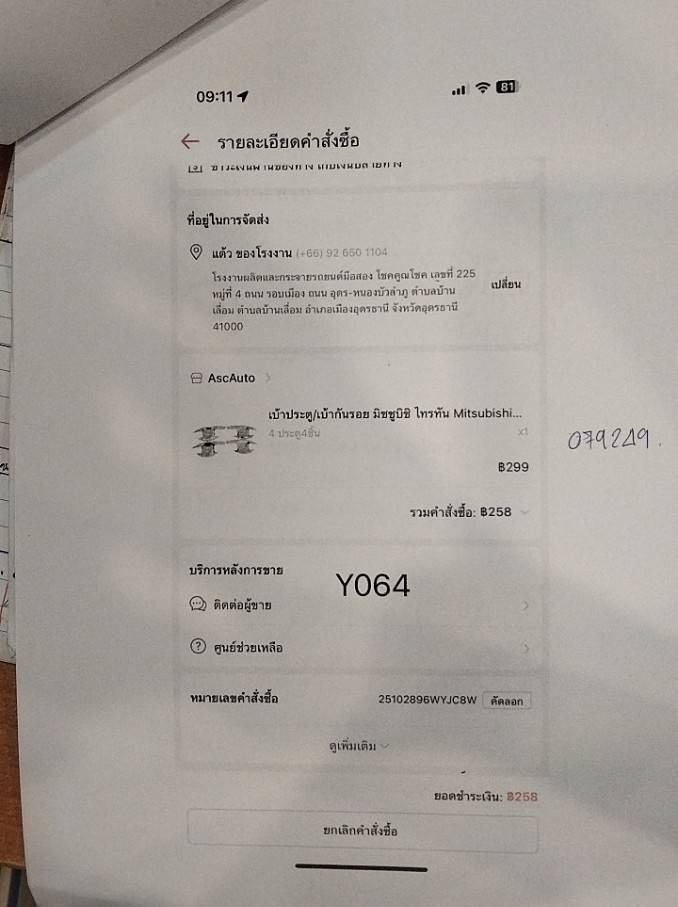 09:11
81
รายละเอียดคำสั่งซื้อ
ที่อยู่ในการจัดส่ง
แต้ว ของโรงงาน (+66) 92 650 1104
โรงงานผลิตและกระจายรถยนต์มือสอง โชคคูณโชค เลขที่ 225
หมู่ที่ 4 ถนน รอบเมือง ถนน อุดร-หนองบัวลำภู ตำบลบ้าน
เปลี่ยน
เลื่อม ตำบลบ้านเลื่อม อำเภอเมืองอุดรธานี จังหวัดอุดรธานี
41000
AscAuto
เบ้าประตู/เบ้ากันรอย มิซซูบิชิ ไทรทัน Mitsubishi...
4 ประตู4ชิ้น
x1
079249.
฿299
รวมคำสั่งซื้อ: ฿258
บริการหลังการขาย
Y064
ติดต่อผู้ขาย
ศูนย์ช่วยเหลือ
หมายเลขคำสั่งซื้อ
25102896WYJC8W
คัดลอก
ดูเพิ่มเติม
ยอดชำระเงิน: ฿258
ยกเลิกคำสั่งซื้อ